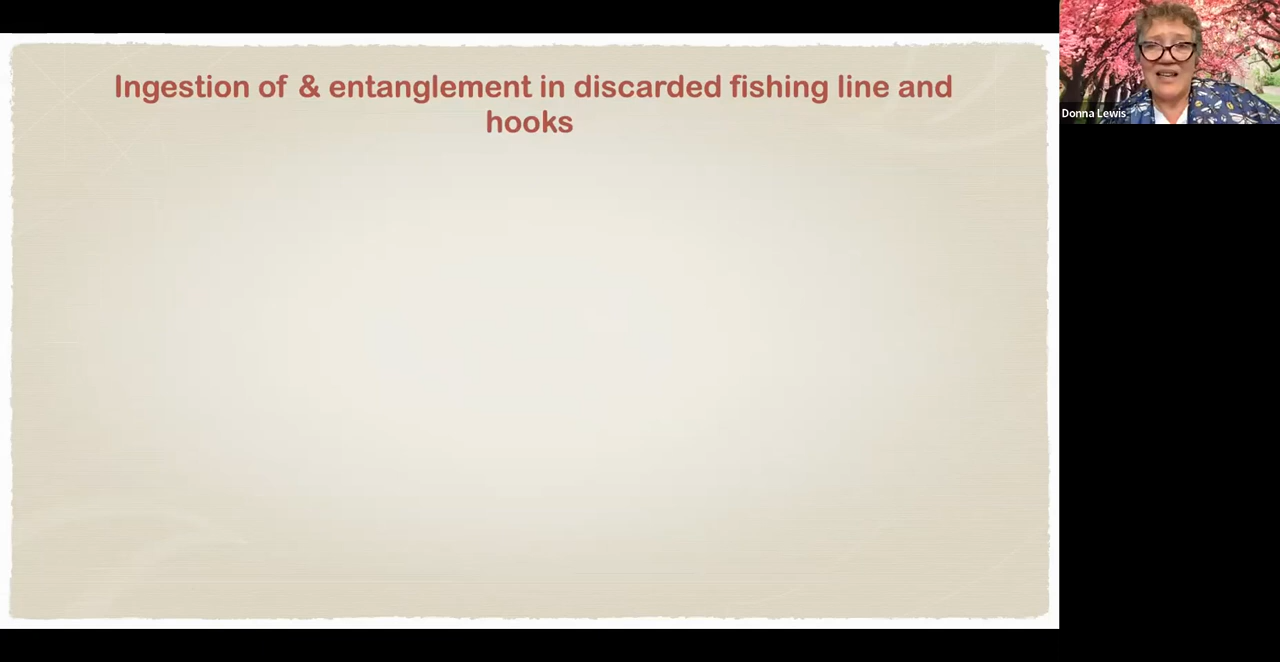 Ingestion of & entanglement in discarded fishing line and
hooks
Donna Lewis